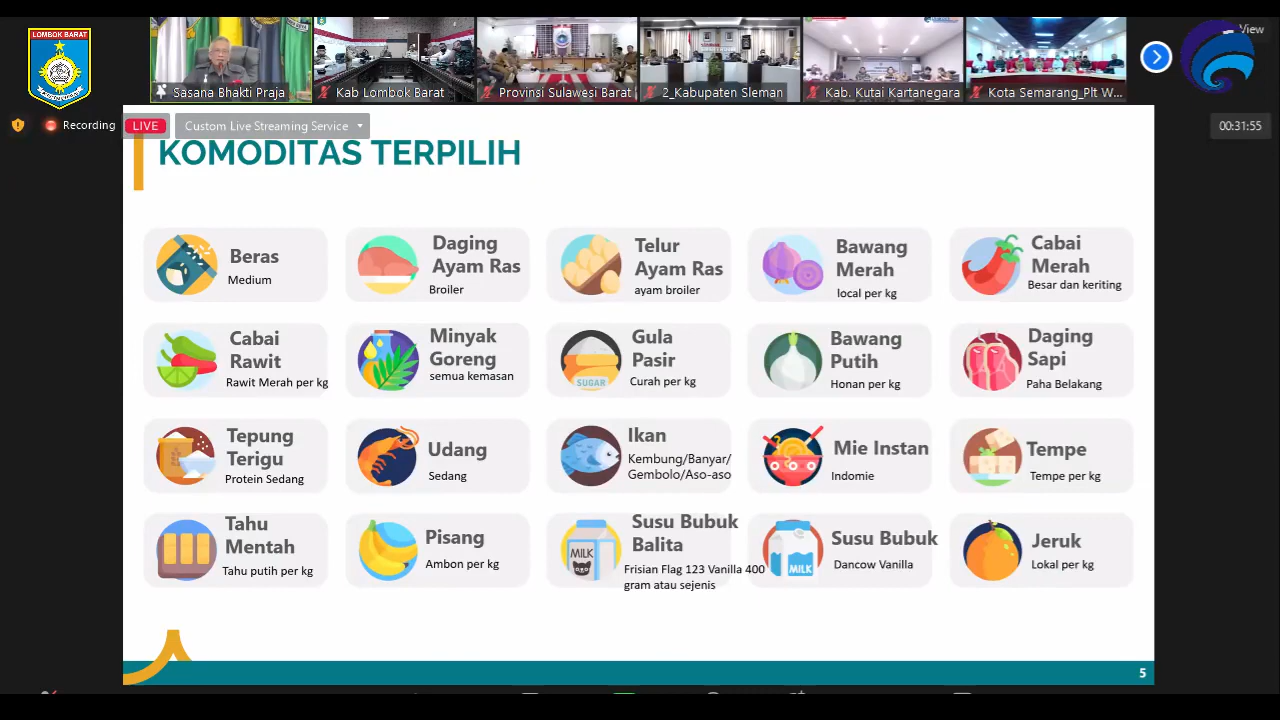 LOMBOK BARAT
Sasana Bhakti Praja
Kab Lombok Barat
Provinsi Sulawesi Barat
2_Kabupaten Sleman
Kab. Kutai Kartanegara
Kota Semarang_Plt W...
View
Recording
LIVE
Custom Live Streaming Service
00:31:55
KOMODITAS TERPILIH
Beras
Medium
Daging
Ayam Ras
Broiler
Telur
Ayam Ras
ayam broiler
Bawang
Merah
local per kg
Cabai
Merah
Besar dan keriting
Cabai
Rawit
Rawit Merah per kg
Minyak
Goreng
semua kemasan
Gula
Pasir
Curah per kg
SUGAR
Bawang
Putih
Honan per kg
Daging
Sapi
Paha Belakang
Tepung
Terigu
Protein Sedang
Udang
Sedang
Ikan
Kembung/Banyar/
Gembolo/Aso-aso
Mie Instan
Indomie
Tempe
Tempe per kg
Tahu
Mentah
Tahu putih per kg
Pisang
Ambon per kg
MILK
Susu Bubuk
Balita
Frisian Flag 123 Vanilla 400
gram atau sejenis
MILK
Susu Bubuk
Dancow Vanilla
Jeruk
Lokal per kg
5